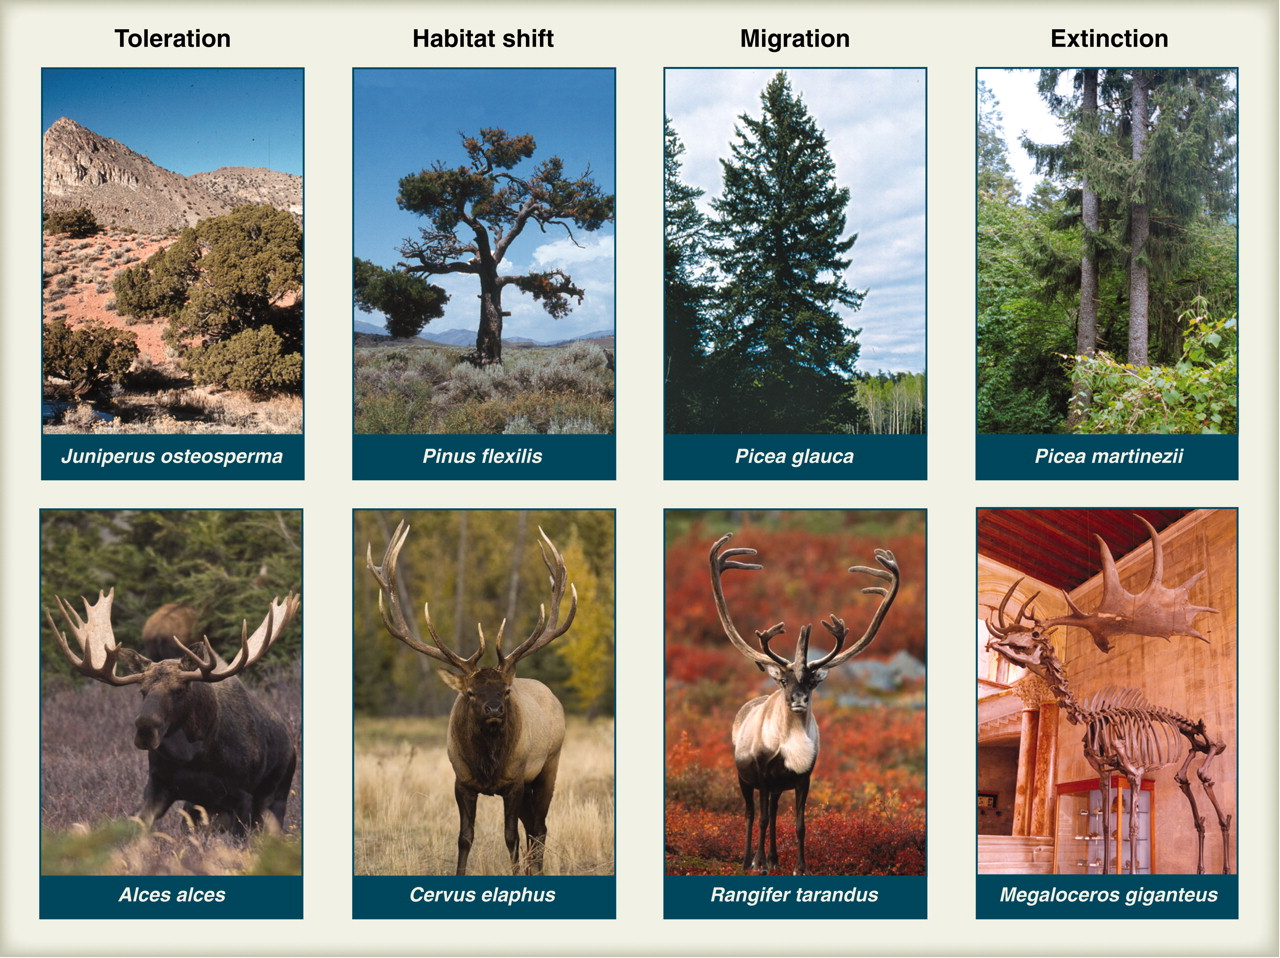 Toleration
Habitat shift
Migration
Extinction
Juniperus osteosperma
Pinus flexilis
Picea glauca
Picea martinezii
Alces alces
Cervus elaphus
Rangifer tarandus
Megaloceros giganteus